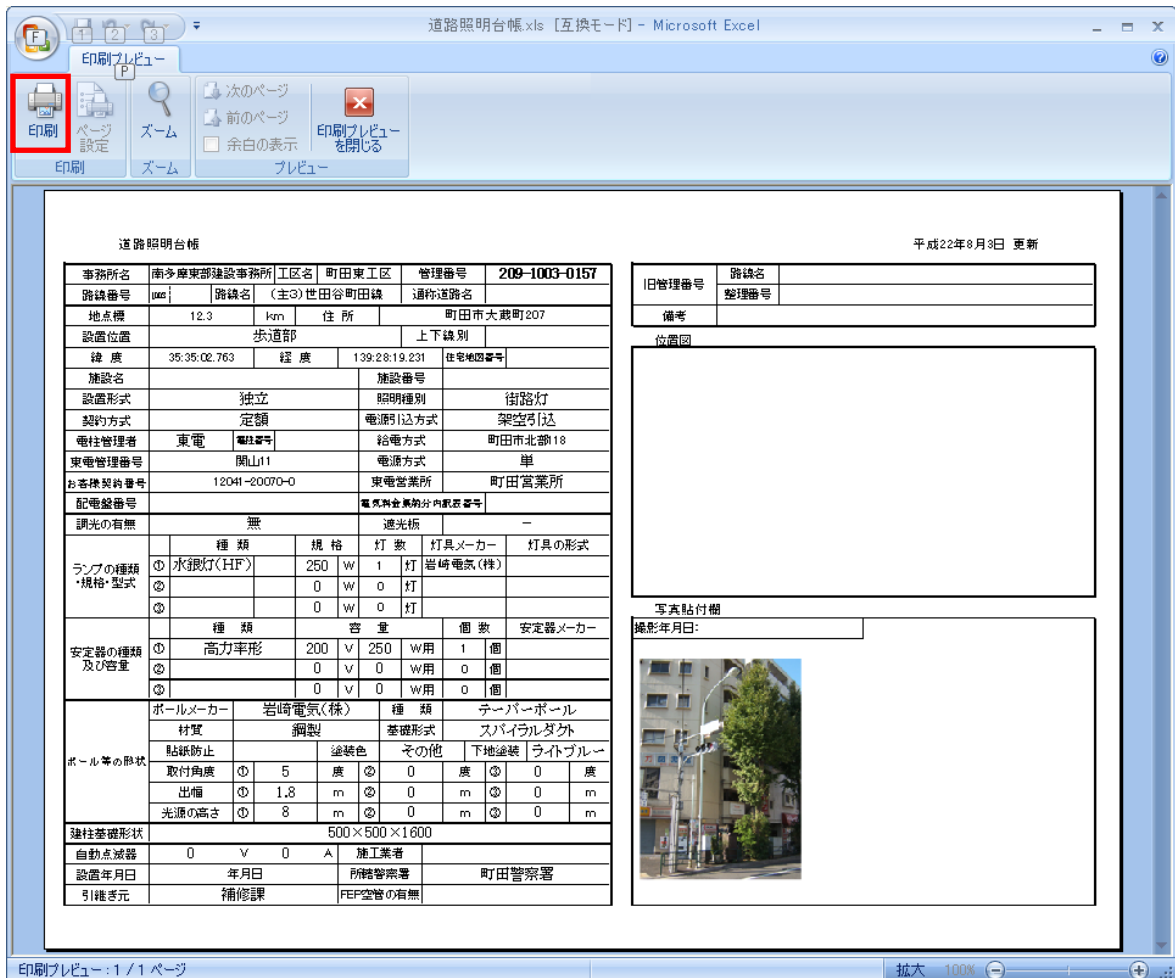 道路照明台帳.xls [互換モード] - Microsoft Excel
F 1 2 3
印刷プレビュー
P
印刷 ページ設定 ズーム 次のページ 前のページ 余白の表示 印刷プレビューを閉じる
印刷 ズーム プレビュー
道路照明台帳 平成22年8月3日 更新
事務所名 南多摩東部建設事務所 工区名 町田東工区 管理番号 209-1003-0157
路線番号 路線名 (主3)世田谷町田線 通称道路名
地点標 12.3 km 住 所 町田市大蔵町207
設置位置 歩道部 上下線別
緯 度 35:35:02.763 経 度 139:28:19.231 住宅地図番号
施設名 施設番号
設置形式 独立 照明種別 街路灯
契約方式 定額 電源引込方式 架空引込
電柱管理者 東電 電柱番号 給電方式 町田市北部18
東電管理番号 関山11 電源方式 単
お客様契約番号 12041-20070-0 東電営業所 町田営業所
配電盤番号 電気料金集約分内訳表番号
調光の有無 無 遮光板 －
ランプの種類・規格・型式 種 類 規 格 灯 数 灯具メーカー 灯具の形式
① 水銀灯(HF) 250 W 1 灯 岩崎電気(株)
② 0 W 0 灯
③ 0 W 0 灯
安定器の種類及び容量 種 類 容 量 個 数 安定器メーカー
① 高力率形 200 V 250 W用 1 個
② 0 V 0 W用 0 個
③ 0 V 0 W用 0 個
ポール等の形状 ポールメーカー 岩崎電気(株) 種 類 テーパーポール
材質 鋼製 基礎形式 スパイラルダクト
貼紙防止 塗装色 その他 下地塗装 ライトブルー
取付角度 ① 5 度 ② 0 度 ③ 0 度
出幅 ① 1.8 m ② 0 m ③ 0 m
光源の高さ ① 8 m ② 0 m ③ 0 m
建柱基礎形状 500×500×1600
自動点滅器 0 V 0 A 施工業者
設置年月日 年月日 所轄警察署 町田警察署
引継ぎ元 補修課 FEP空管の有無
旧管理番号 路線名
整理番号
備考
位置図
写真貼付欄
撮影年月日:
印刷プレビュー : 1 / 1 ページ 拡大 100%